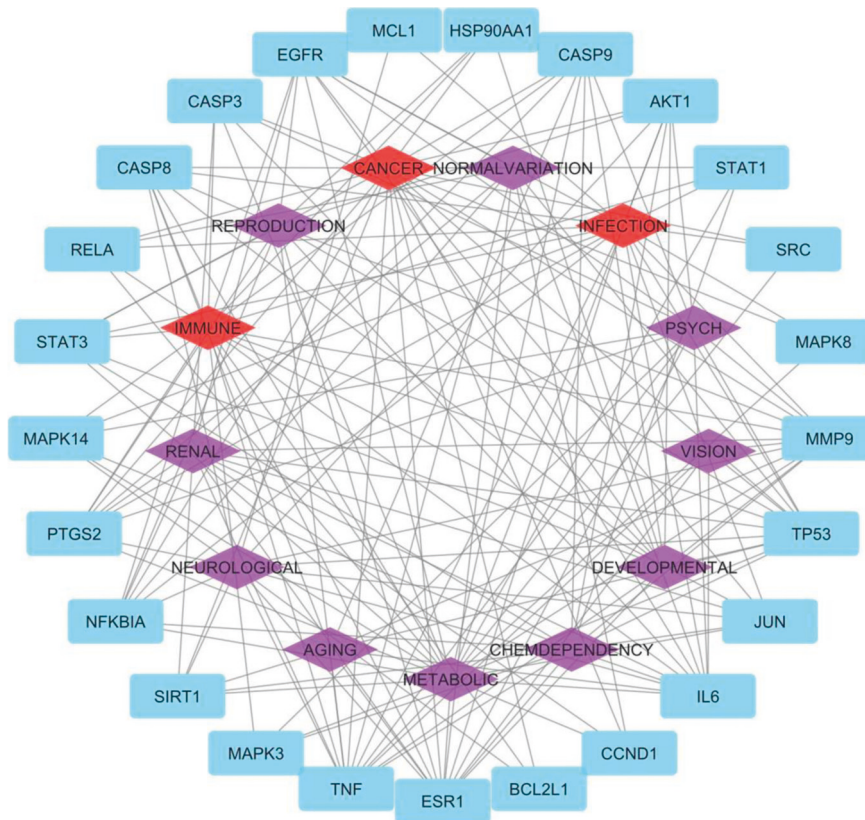 MCL1
HSP90AA1
EGFR
CASP9
CASP3
AKT1
CASP8
CANCER
NORMALVARIATION
STAT1
REPRODUCTION
INFECTION
RELA
SRC
IMMUNE
PSYCH
STAT3
MAPK8
MAPK14
RENAL
VISION
MMP9
PTGS2
TP53
NEUROLOGICAL
DEVELOPMENTAL
NFKBIA
JUN
AGING
CHEMDEPENDENCY
METABOLIC
SIRT1
IL6
MAPK3
CCND1
TNF
BCL2L1
ESR1